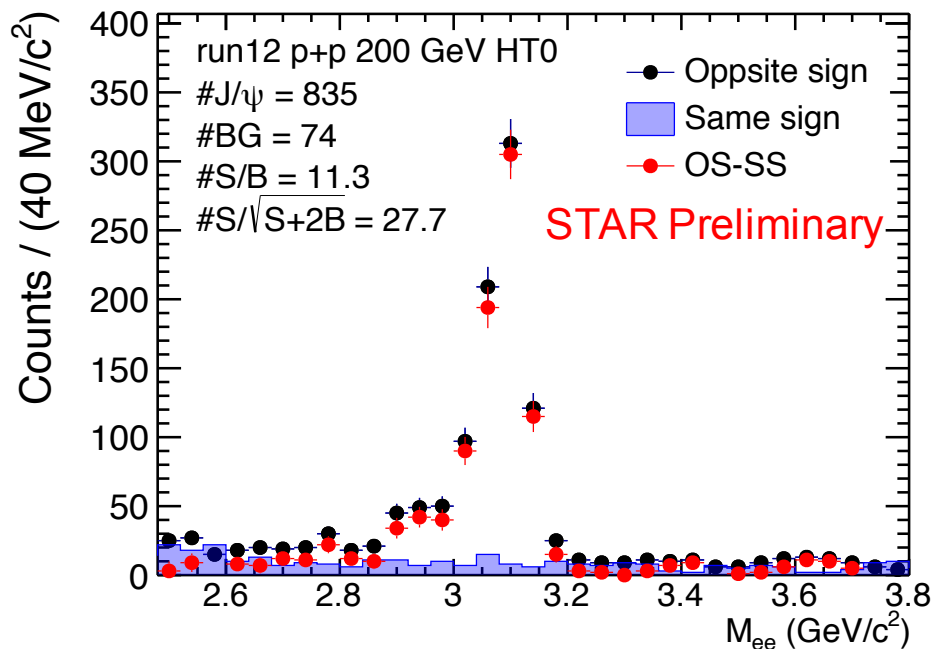 run12 p+p 200 GeV HT0
#J/ψ = 835
#BG = 74
#S/B = 11.3
#S/√S+2B = 27.7
Oppsite sign
Same sign
OS-SS
STAR Preliminary
Counts / (40 MeV/c²)
400
350
300
250
200
150
100
50
0
2.6 2.8 3 3.2 3.4 3.6 3.8
M_ee (GeV/c²)